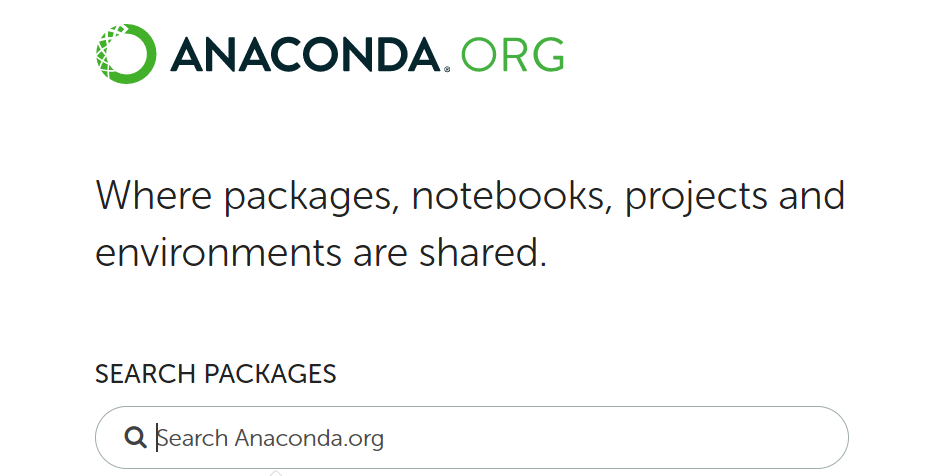 ANACONDA.® ORG
Where packages, notebooks, projects and
environments are shared.
SEARCH PACKAGES
Search Anaconda.org